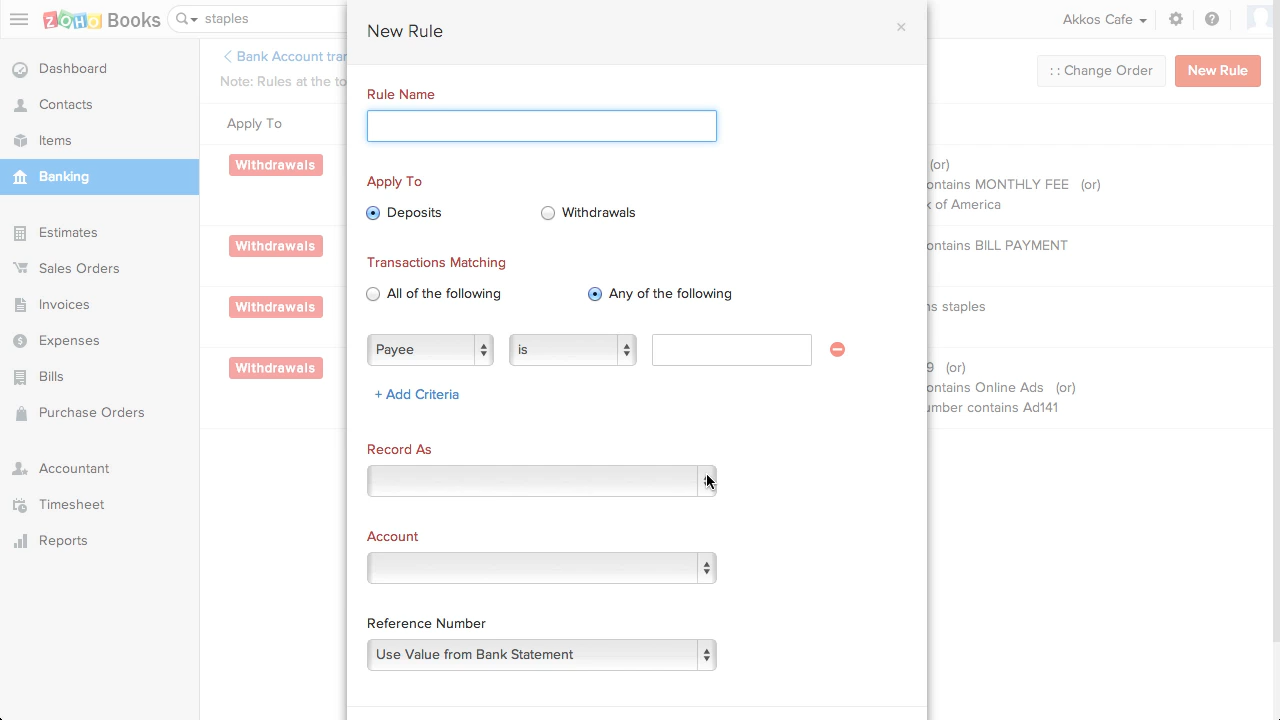 ZOHO Books
staples
Akkos Cafe
Dashboard
Contacts
Items
Banking
Estimates
Sales Orders
Invoices
Expenses
Bills
Purchase Orders
Accountant
Timesheet
Reports
Bank Account tran
Note: Rules at the to
:: Change Order
New Rule
Apply To
Withdrawals
(or)
ontains MONTHLY FEE (or)
k of America
Withdrawals
ontains BILL PAYMENT
Withdrawals
ns staples
Withdrawals
9 (or)
ontains Online Ads (or)
umber contains Ad141
New Rule
×
Rule Name
Apply To
Deposits
Withdrawals
Transactions Matching
All of the following
Any of the following
Payee
is
+ Add Criteria
Record As
Account
Reference Number
Use Value from Bank Statement